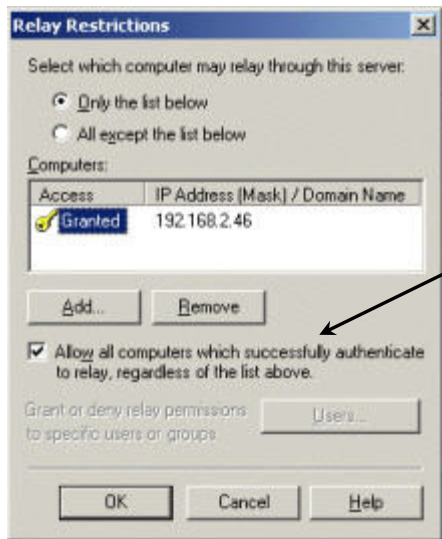 Relay Restrictions
Select which computer may relay through this server:
Only the list below
All except the list below
Computers:
Access IP Address (Mask) / Domain Name
Granted 192.168.2.46
Add... Remove
Allow all computers which successfully authenticate
to relay, regardless of the list above.
Grant or deny relay permissions
to specific users or groups
Users...
OK Cancel Help